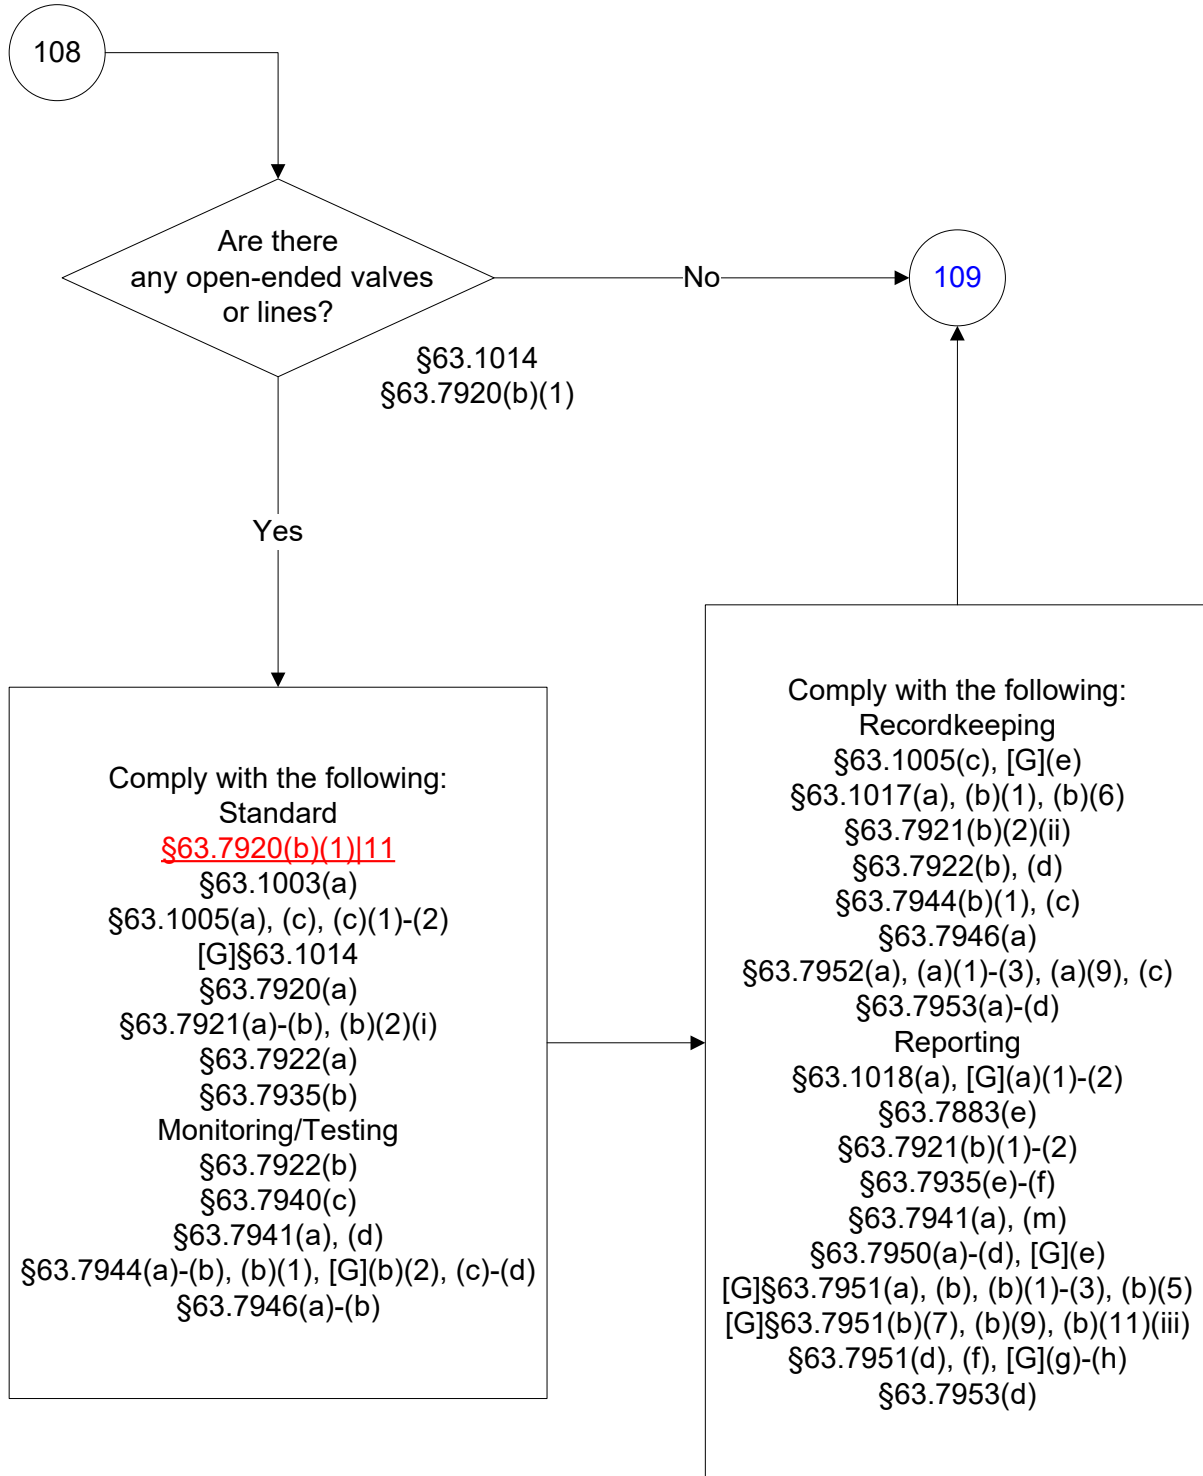 108
Are there
any open-ended valves
or lines?
No
109
§63.1014
§63.7920(b)(1)
Yes
Comply with the following:
Standard
§63.7920(b)(1)|11
§63.1003(a)
§63.1005(a), (c), (c)(1)-(2)
[G]§63.1014
§63.7920(a)
§63.7921(a)-(b), (b)(2)(i)
§63.7922(a)
§63.7935(b)
Monitoring/Testing
§63.7922(b)
§63.7940(c)
§63.7941(a), (d)
§63.7944(a)-(b), (b)(1), [G](b)(2), (c)-(d)
§63.7946(a)-(b)
Comply with the following:
Recordkeeping
§63.1005(c), [G](e)
§63.1017(a), (b)(1), (b)(6)
§63.7921(b)(2)(ii)
§63.7922(b), (d)
§63.7944(b)(1), (c)
§63.7946(a)
§63.7952(a), (a)(1)-(3), (a)(9), (c)
§63.7953(a)-(d)
Reporting
§63.1018(a), [G](a)(1)-(2)
§63.7883(e)
§63.7921(b)(1)-(2)
§63.7935(e)-(f)
§63.7941(a), (m)
§63.7950(a)-(d), [G](e)
[G]§63.7951(a), (b), (b)(1)-(3), (b)(5)
[G]§63.7951(b)(7), (b)(9), (b)(11)(iii)
§63.7951(d), (f), [G](g)-(h)
§63.7953(d)